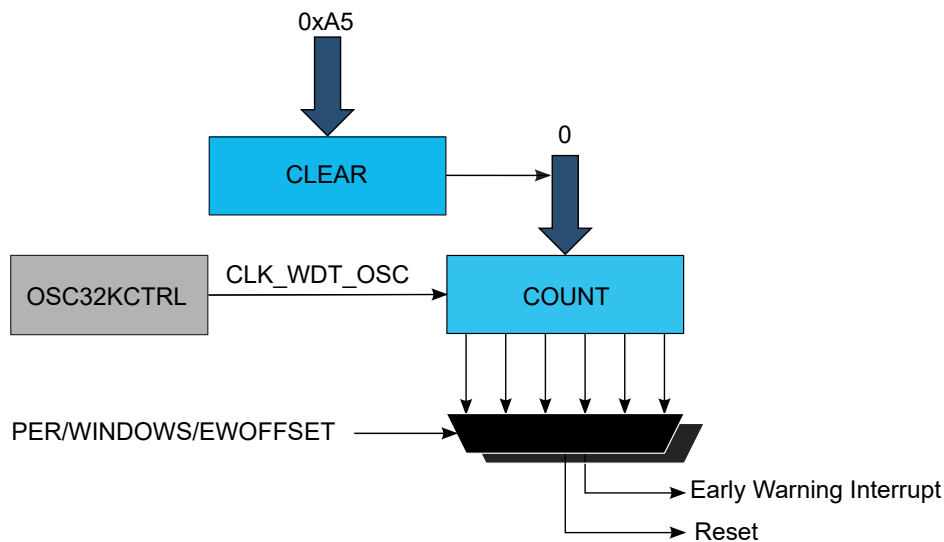 0xA5
0
CLEAR
CLK_WDT_OSC
OSC32KCTRL
COUNT
PER/WINDOWS/EWOFFSET
Early Warning Interrupt
Reset